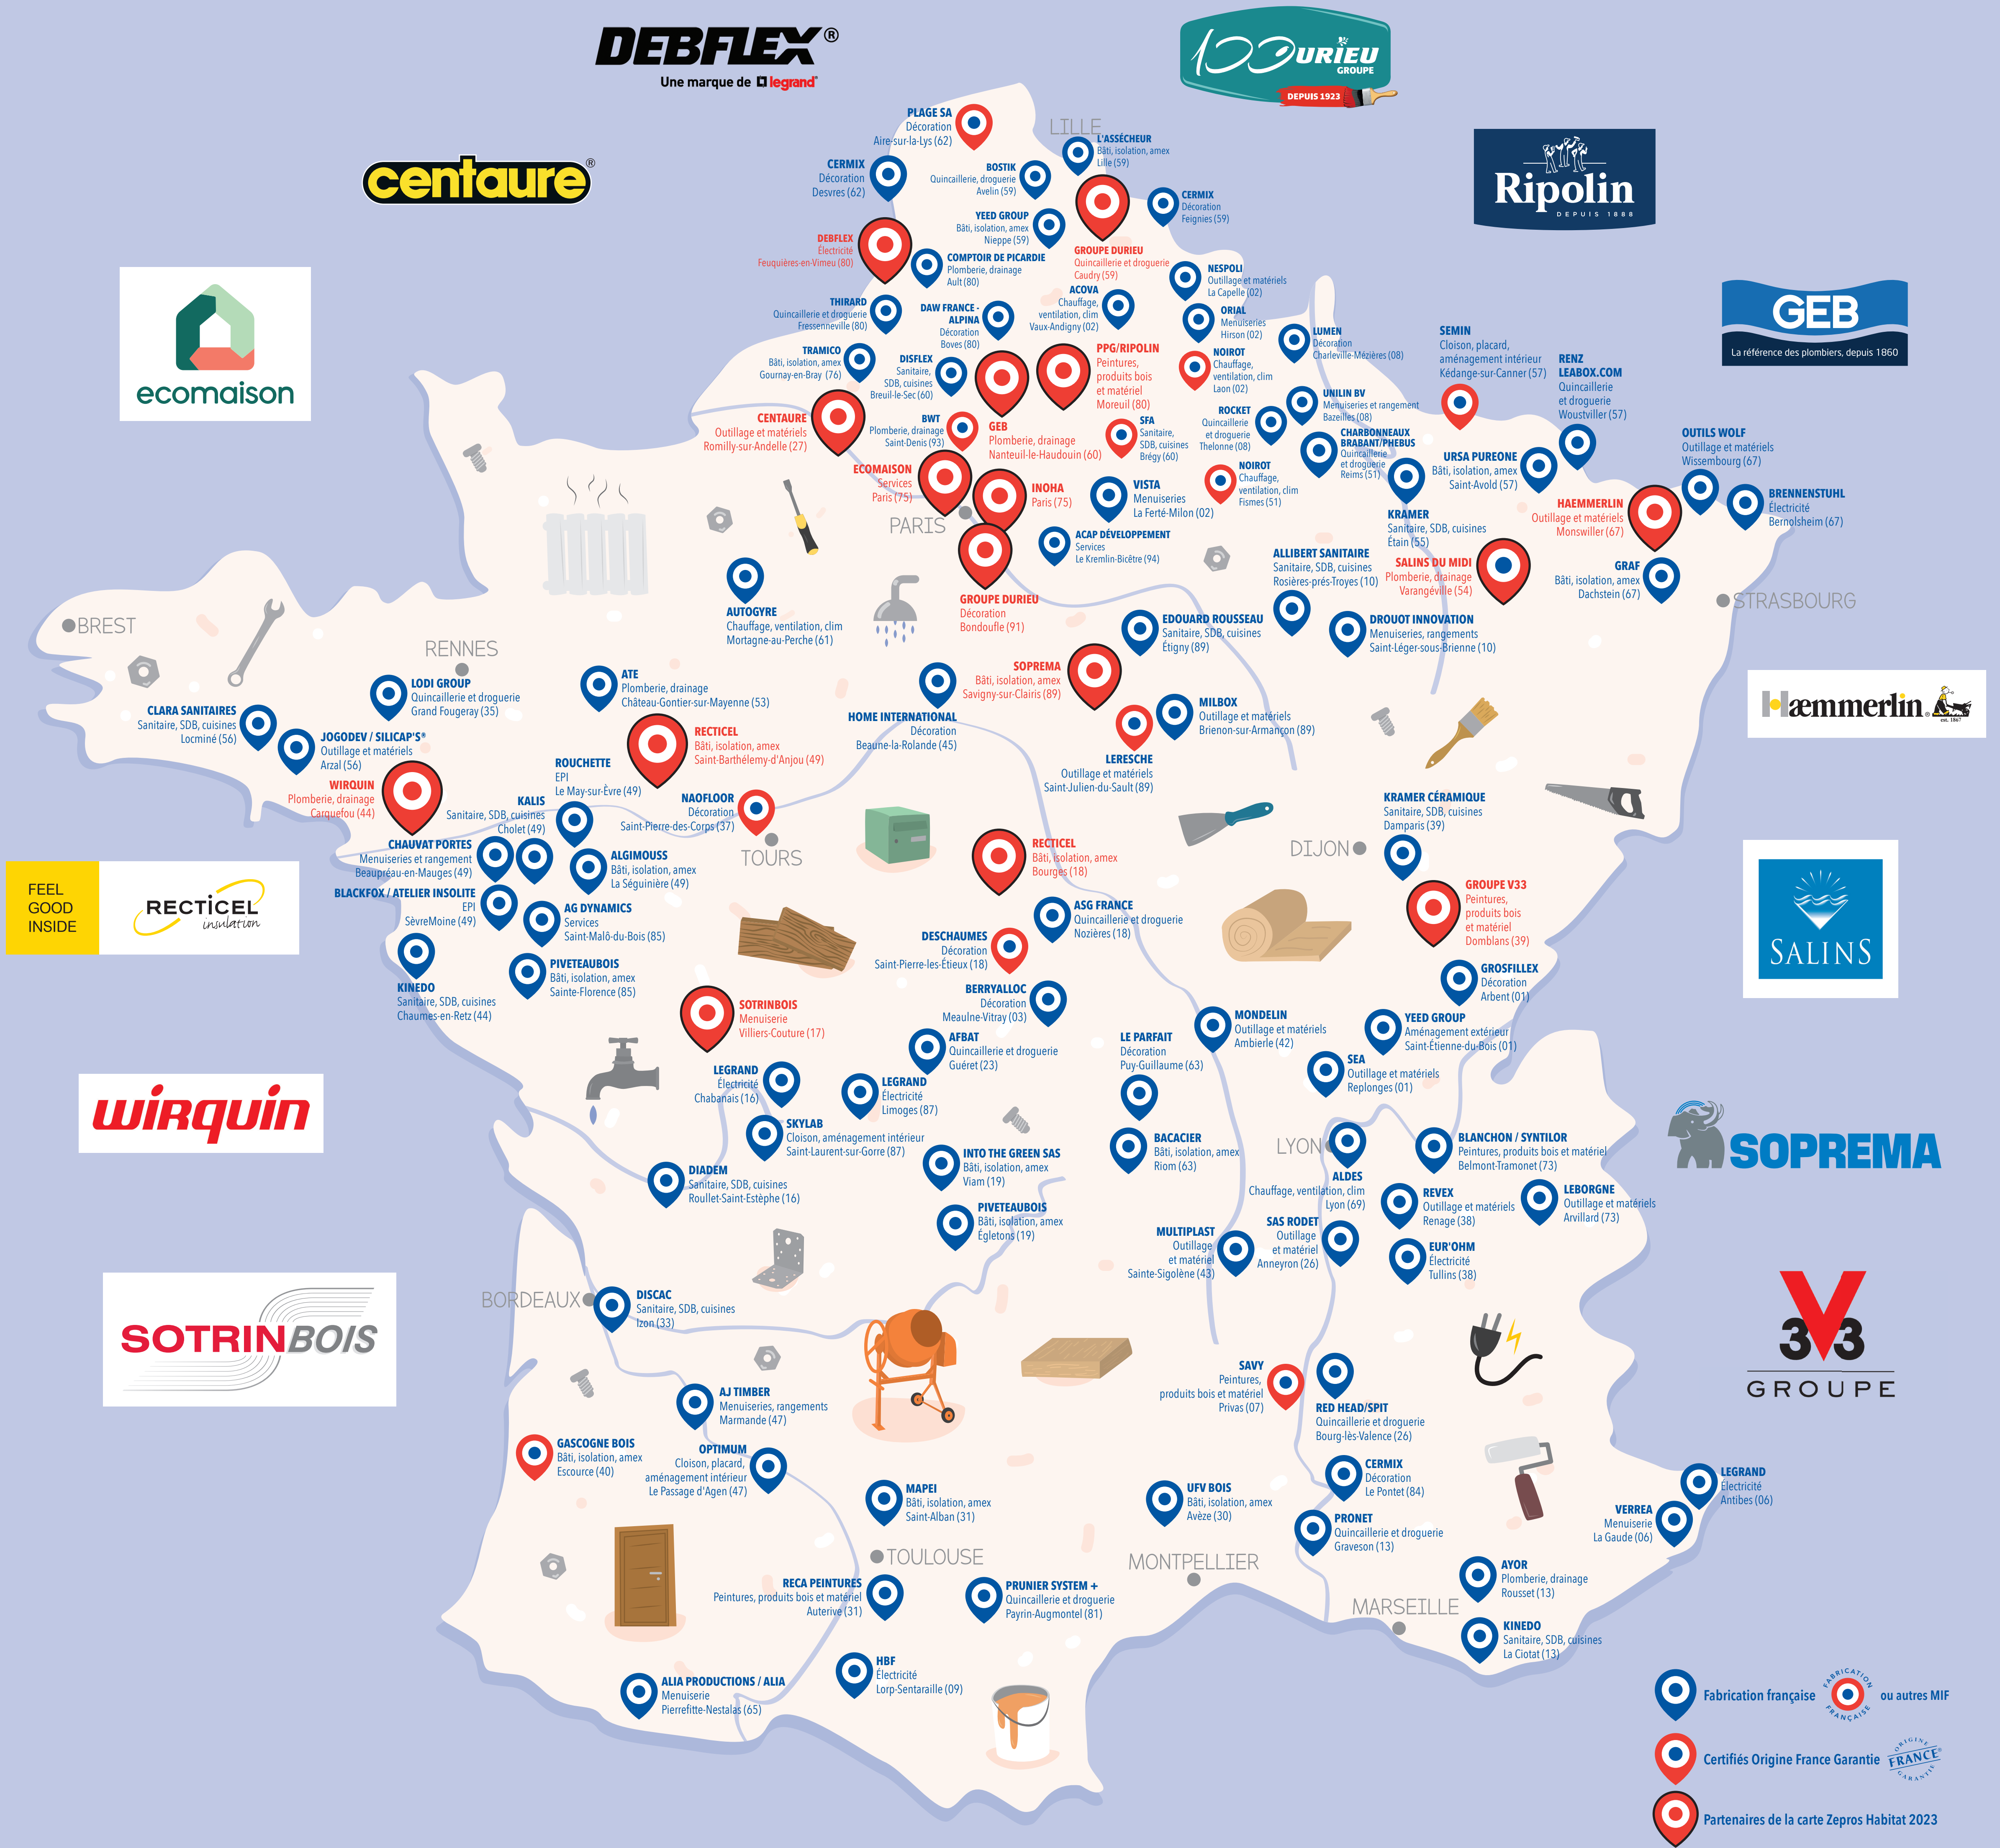 DEBFLEX®
Une marque de legrand®
100 DURIEU
GROUPE
DEPUIS 1923
centaure®
Ripolin
DEPUIS 1888
ecomaison
GEB
La référence des plombiers, depuis 1860
Hæmmerlin®
est. 1867
FEEL
GOOD
INSIDE
RECTICEL
insulation
SALINS
wirquin
SOPREMA
SOTRINBOIS
V33
GROUPE
PLAGE SA
Décoration
Aire-sur-la-Lys (62)
LILLE
L'ASSÉCHEUR
Bâti, isolation, amex
Lille (59)
CERMIX
Décoration
Desvres (62)
BOSTIK
Quincaillerie, droguerie
Avelin (59)
CERMIX
Décoration
Feignies (59)
YEED GROUP
Bâti, isolation, amex
Nieppe (59)
DEBFLEX
Électricité
Feuquières-en-Vimeu (80)
GROUPE DURIEU
Quincaillerie et droguerie
Caudry (59)
COMPTOIR DE PICARDIE
Plomberie, drainage
Ault (80)
NESPOLI
Outillage et matériels
La Capelle (02)
ACOVA
Chauffage,
ventilation, clim
Vaux-Andigny (02)
THIRARD
Quincaillerie et droguerie
Fressenneville (80)
DAW FRANCE -
ALPINA
Décoration
Boves (80)
ORIAL
Menuiseries
Hirson (02)
LUMEN
Décoration
Charleville-Mézières (08)
SEMIN
Cloison, placard,
aménagement intérieur
Kédange-sur-Canner (57)
TRAMICO
Bâti, isolation, amex
Gournay-en-Bray (76)
DISFLEX
Sanitaire,
SDB, cuisines
Breuil-le-Sec (60)
PPG/RIPOLIN
Peintures,
produits bois
et matériel
Moreuil (80)
NOIROT
Chauffage,
ventilation, clim
Laon (02)
RENZ
LEABOX.COM
Quincaillerie
et droguerie
Woustviller (57)
UNILIN BV
Menuiseries et rangement
Bazeilles (08)
CENTAURE
Outillage et matériels
Romilly-sur-Andelle (27)
BWT
Plomberie, drainage
Saint-Denis (93)
GEB
Plomberie, drainage
Nanteuil-le-Haudouin (60)
SFA
Sanitaire,
SDB, cuisines
Brégy (60)
ROCKET
Quincaillerie
et droguerie
Thelonne (08)
CHARBONNEAUX
BRABANT/PHEBUS
Quincaillerie
et droguerie
Reims (51)
OUTILS WOLF
Outillage et matériels
Wissembourg (67)
URSA PUREONE
Bâti, isolation, amex
Saint-Avold (57)
ECOMAISON
Services
Paris (75)
INOHA
Paris (75)
VISTA
Menuiseries
La Ferté-Milon (02)
NOIROT
Chauffage,
ventilation, clim
Fismes (51)
KRAMER
Sanitaire, SDB, cuisines
Étain (55)
HAEMMERLIN
Outillage et matériels
Monswiller (67)
BRENNENSTUHL
Électricité
Bernolsheim (67)
PARIS
ACAP DÉVELOPPEMENT
Services
Le Kremlin-Bicêtre (94)
ALLIBERT SANITAIRE
Sanitaire, SDB, cuisines
Rosières-prés-Troyes (10)
SALINS DU MIDI
Plomberie, drainage
Varangéville (54)
GRAF
Bâti, isolation, amex
Dachstein (67)
STRASBOURG
AUTOGYRE
Chauffage, ventilation, clim
Mortagne-au-Perche (61)
GROUPE DURIEU
Décoration
Bondoufle (91)
EDOUARD ROUSSEAU
Sanitaire, SDB, cuisines
Étigny (89)
DROUOT INNOVATION
Menuiseries, rangements
Saint-Léger-sous-Brienne (10)
BREST
RENNES
LODI GROUP
Quincaillerie et droguerie
Grand Fougeray (35)
ATE
Plomberie, drainage
Château-Gontier-sur-Mayenne (53)
SOPREMA
Bâti, isolation, amex
Savigny-sur-Clairis (89)
CLARA SANITAIRES
Sanitaire, SDB, cuisines
Locminé (56)
HOME INTERNATIONAL
Décoration
Beaune-la-Rolande (45)
MILBOX
Outillage et matériels
Brienon-sur-Armançon (89)
JOGODEV / SILICAP'S®
Outillage et matériels
Arzal (56)
RECTICEL
Bâti, isolation, amex
Saint-Barthélemy-d'Anjou (49)
LERESCHE
Outillage et matériels
Saint-Julien-du-Sault (89)
WIRQUIN
Plomberie, drainage
Carquefou (44)
ROUCHETTE
EPI
Le May-sur-Èvre (49)
KALIS
Sanitaire, SDB, cuisines
Cholet (49)
NAOFLOOR
Décoration
Saint-Pierre-des-Corps (37)
TOURS
KRAMER CÉRAMIQUE
Sanitaire, SDB, cuisines
Damparis (39)
DIJON
CHAUVAT PORTES
Menuiseries et rangement
Beaupréau-en-Mauges (49)
ALGIMOUSS
Bâti, isolation, amex
La Séguinière (49)
RECTICEL
Bâti, isolation, amex
Bourges (18)
BLACKFOX / ATELIER INSOLITE
EPI
SèvreMoine (49)
AG DYNAMICS
Services
Saint-Malô-du-Bois (85)
ASG FRANCE
Quincaillerie et droguerie
Nozières (18)
GROUPE V33
Peintures,
produits bois
et matériel
Domblans (39)
DESCHAUMES
Décoration
Saint-Pierre-les-Étieux (18)
KINEDO
Sanitaire, SDB, cuisines
Chaumes-en-Retz (44)
PIVETEAUBOIS
Bâti, isolation, amex
Sainte-Florence (85)
GROSFILLEX
Décoration
Arbent (01)
BERRYALLOC
Décoration
Meaulne-Vitray (03)
SOTRINBOIS
Menuiserie
Villiers-Couture (17)
MONDELIN
Outillage et matériels
Ambierle (42)
YEED GROUP
Aménagement extérieur
Saint-Étienne-du-Bois (01)
AFBAT
Quincaillerie et droguerie
Guéret (23)
LE PARFAIT
Décoration
Puy-Guillaume (63)
SEA
Outillage et matériels
Replonges (01)
LEGRAND
Électricité
Chabanais (16)
LEGRAND
Électricité
Limoges (87)
SKYLAB
Cloison, aménagement intérieur
Saint-Laurent-sur-Gorre (87)
BACACIER
Bâti, isolation, amex
Riom (63)
LYON
BLANCHON / SYNTILOR
Peintures, produits bois et matériel
Belmont-Tramonet (73)
INTO THE GREEN SAS
Bâti, isolation, amex
Viam (19)
DIADEM
Sanitaire, SDB, cuisines
Roullet-Saint-Estèphe (16)
ALDES
Chauffage, ventilation, clim
Lyon (69)
REVEX
Outillage et matériels
Renage (38)
LEBORGNE
Outillage et matériels
Arvillard (73)
PIVETEAUBOIS
Bâti, isolation, amex
Égletons (19)
MULTIPLAST
Outillage
et matériel
Sainte-Sigolène (43)
SAS RODET
Outillage
et matériel
Anneyron (26)
EUR'OHM
Électricité
Tullins (38)
BORDEAUX
DISCAC
Sanitaire, SDB, cuisines
Izon (33)
SAVY
Peintures,
produits bois et matériel
Privas (07)
AJ TIMBER
Menuiseries, rangements
Marmande (47)
RED HEAD/SPIT
Quincaillerie et droguerie
Bourg-lès-Valence (26)
GASCOGNE BOIS
Bâti, isolation, amex
Escource (40)
OPTIMUM
Cloison, placard,
aménagement intérieur
Le Passage d'Agen (47)
CERMIX
Décoration
Le Pontet (84)
LEGRAND
Électricité
Antibes (06)
MAPEI
Bâti, isolation, amex
Saint-Alban (31)
UFV BOIS
Bâti, isolation, amex
Avèze (30)
VERREA
Menuiserie
La Gaude (06)
PRONET
Quincaillerie et droguerie
Graveson (13)
TOULOUSE
MONTPELLIER
AYOR
Plomberie, drainage
Rousset (13)
RECA PEINTURES
Peintures, produits bois et matériel
Auterive (31)
PRUNIER SYSTEM +
Quincaillerie et droguerie
Payrin-Augmontel (81)
MARSEILLE
KINEDO
Sanitaire, SDB, cuisines
La Ciotat (13)
HBF
Électricité
Lorp-Sentaraille (09)
ALIA PRODUCTIONS / ALIA
Menuiserie
Pierrefitte-Nestalas (65)
Fabrication française
FABRICATION
FRANÇAISE
ou autres MIF
Certifiés Origine France Garantie
ORIGINE
FRANCE®
GARANTIE
Partenaires de la carte Zepros Habitat 2023